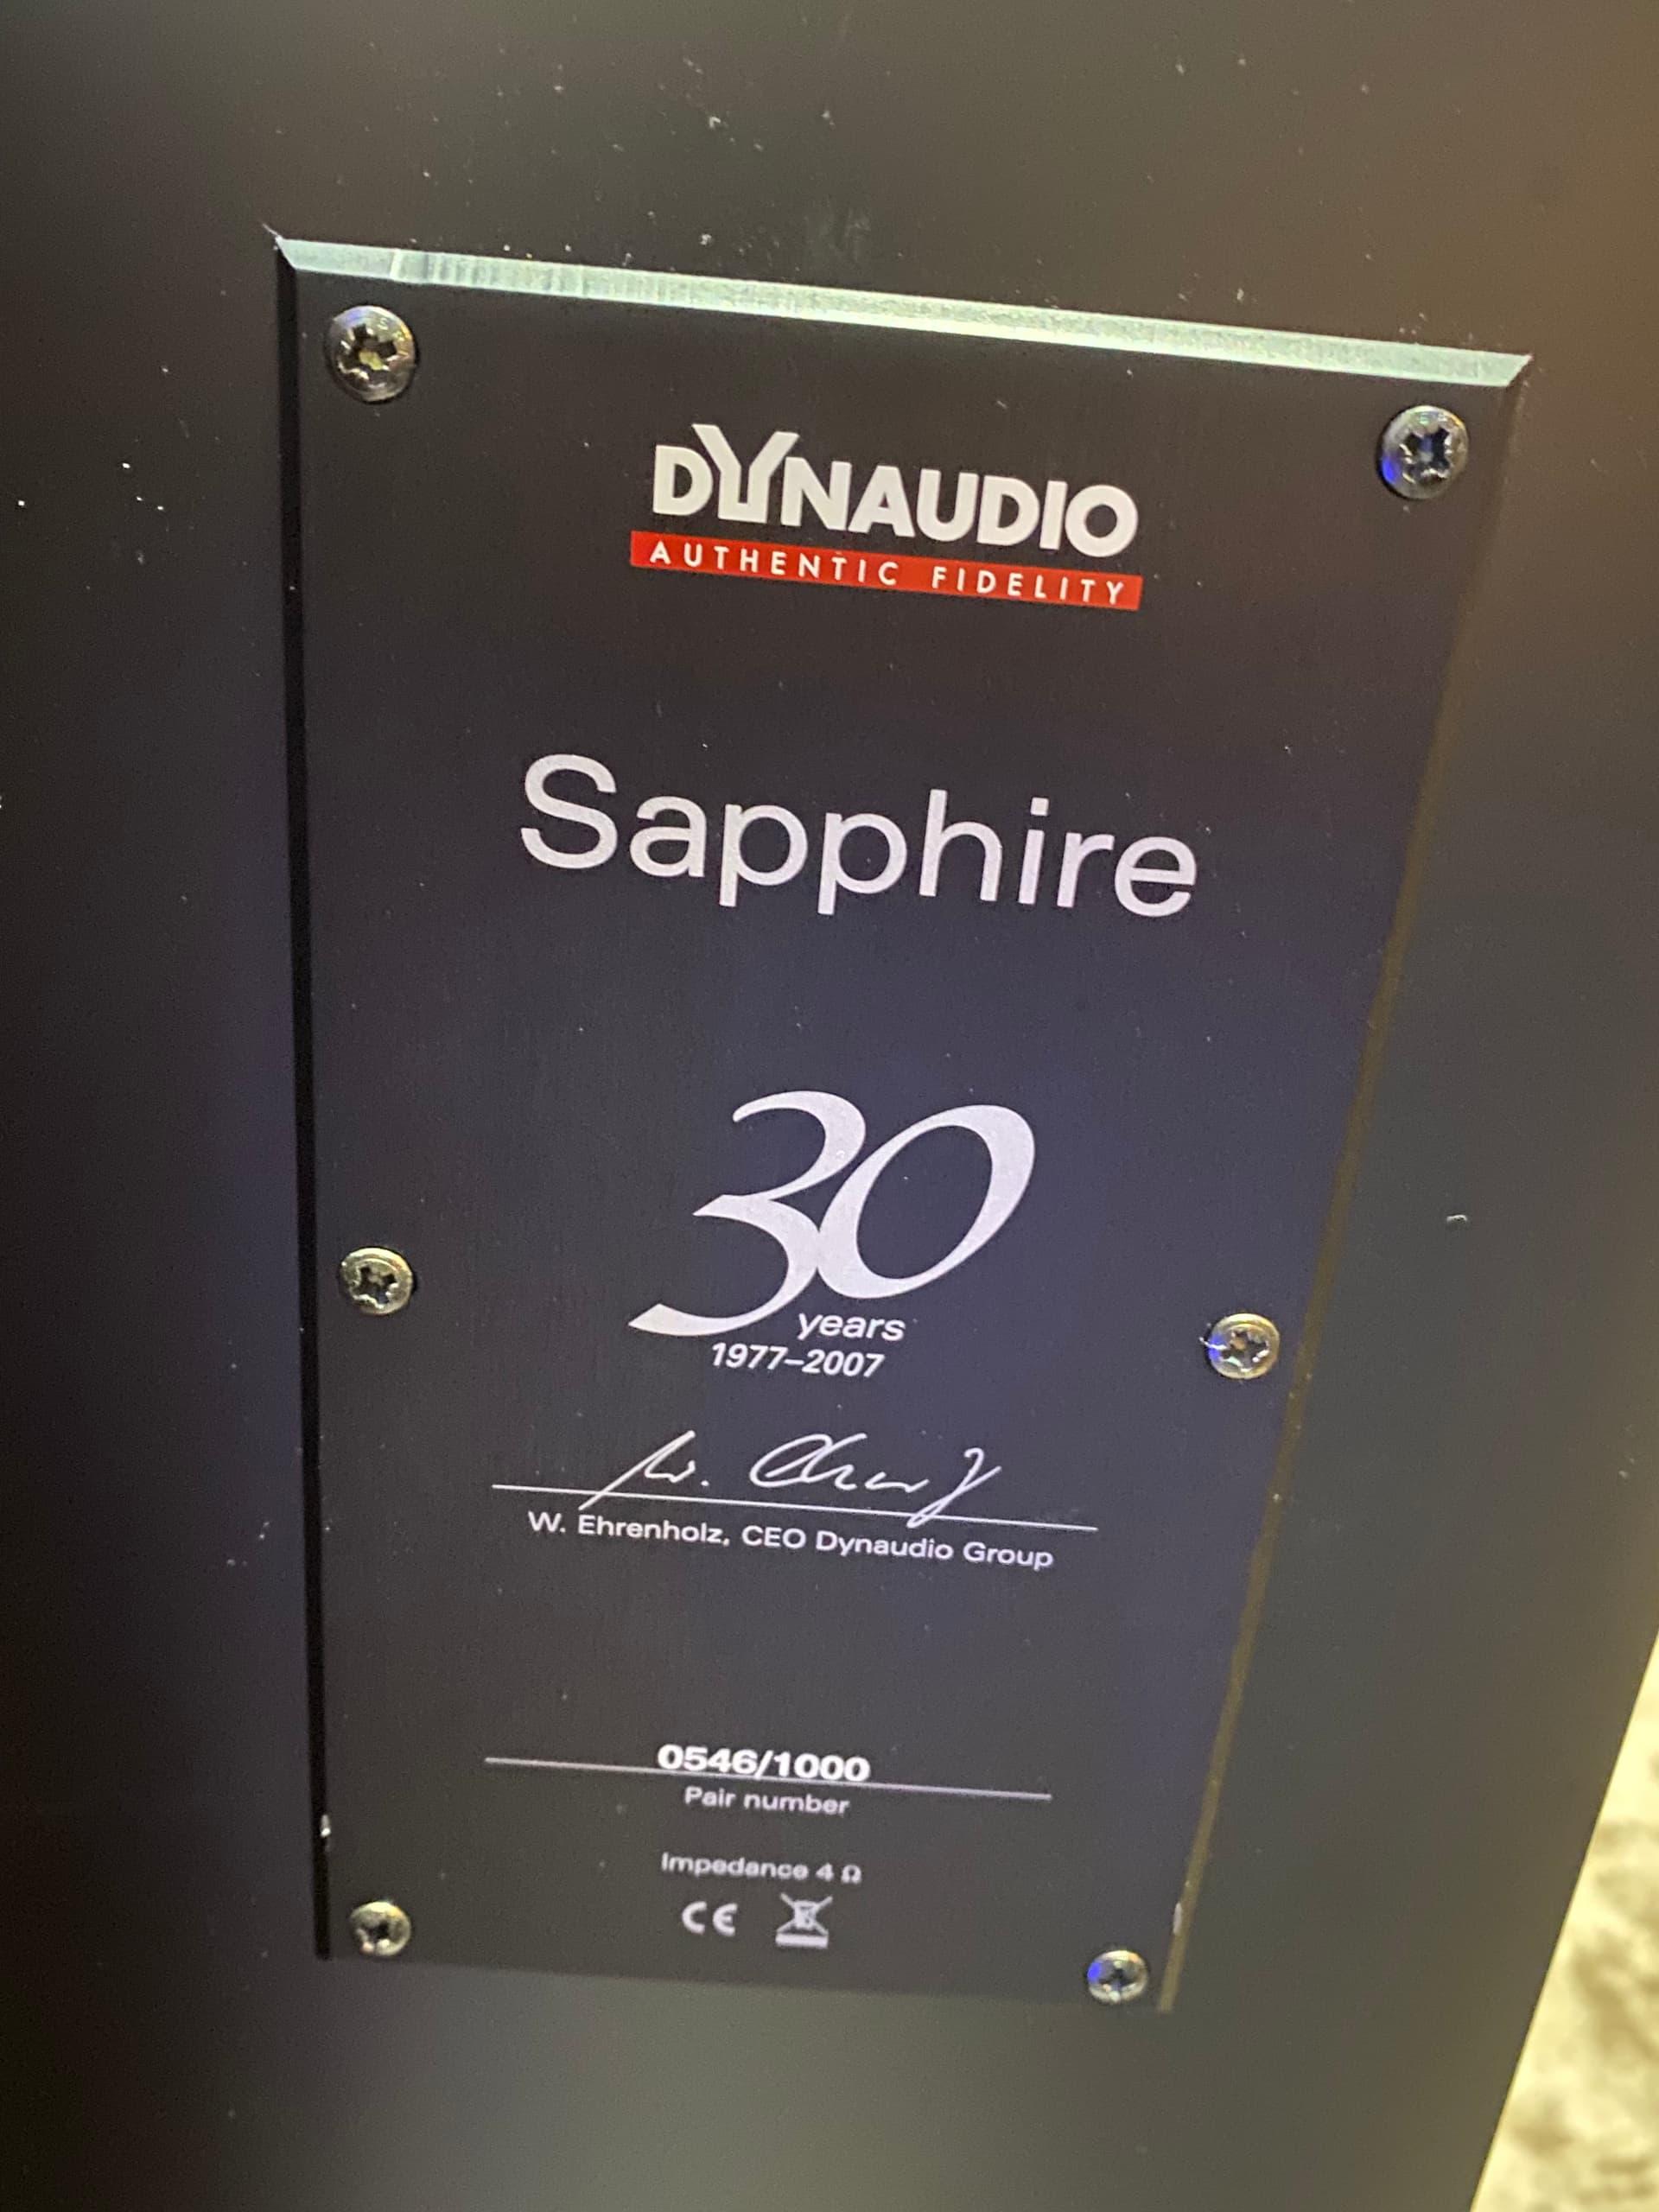 DYNAUDIO
AUTHENTIC FIDELITY
Sapphire
30
years
1977–2007
W. Ehrenholz, CEO Dynaudio Group
0546/1000
Pair number
Impedance 4 Ω
CE